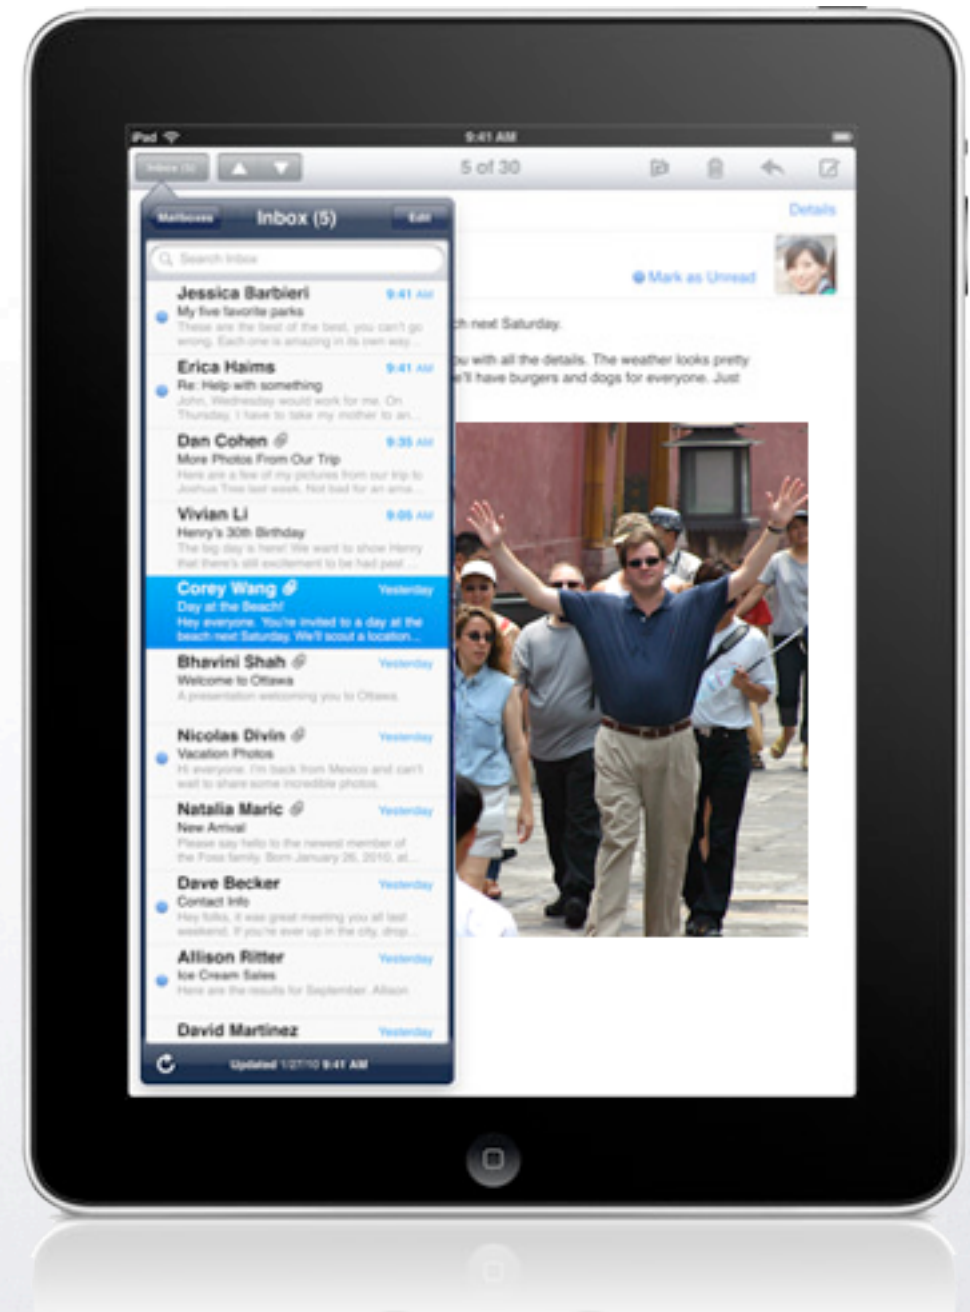 iPad 9:41 AM
Inbox (5) 5 of 30
Mailboxes Inbox (5) Edit
Details
Search Inbox
Mark as Unread
Jessica Barbieri 9:41 AM
My five favorite parks
These are the best of the best, you can't go
wrong. Each one is amazing in its own way...
ch next Saturday.
Erica Haims 9:41 AM
Re: Help with something
John, Wednesday would work for me. On
Thursday, I have to take my mother to an...
ou with all the details. The weather looks pretty
e'll have burgers and dogs for everyone. Just
Dan Cohen 9:35 AM
More Photos From Our Trip
Here are a few of my pictures from our trip to
Joshua Tree last week. Not bad for an ama...
Vivian Li 9:05 AM
Henry's 30th Birthday
The big day is here! We want to show Henry
that there's still excitement to be had past ...
Corey Wang Yesterday
Day at the Beach!
Hey everyone. You're invited to a day at the
beach next Saturday. We'll scout a location...
Bhavini Shah Yesterday
Welcome to Ottawa
A presentation welcoming you to Ottawa.
Nicolas Divin Yesterday
Vacation Photos
Hi everyone. I'm back from Mexico and can't
wait to share some incredible photos.
Natalia Maric Yesterday
New Arrival
Please say hello to the newest member of
the Foss family. Born January 26, 2010, at...
Dave Becker Yesterday
Contact Info
Hey folks, it was great meeting you all last
weekend. If you're ever up in the city, drop...
Allison Ritter Yesterday
Ice Cream Sales
Here are the results for September. Allison
David Martinez Yesterday
Updated 1/27/10 9:41 AM